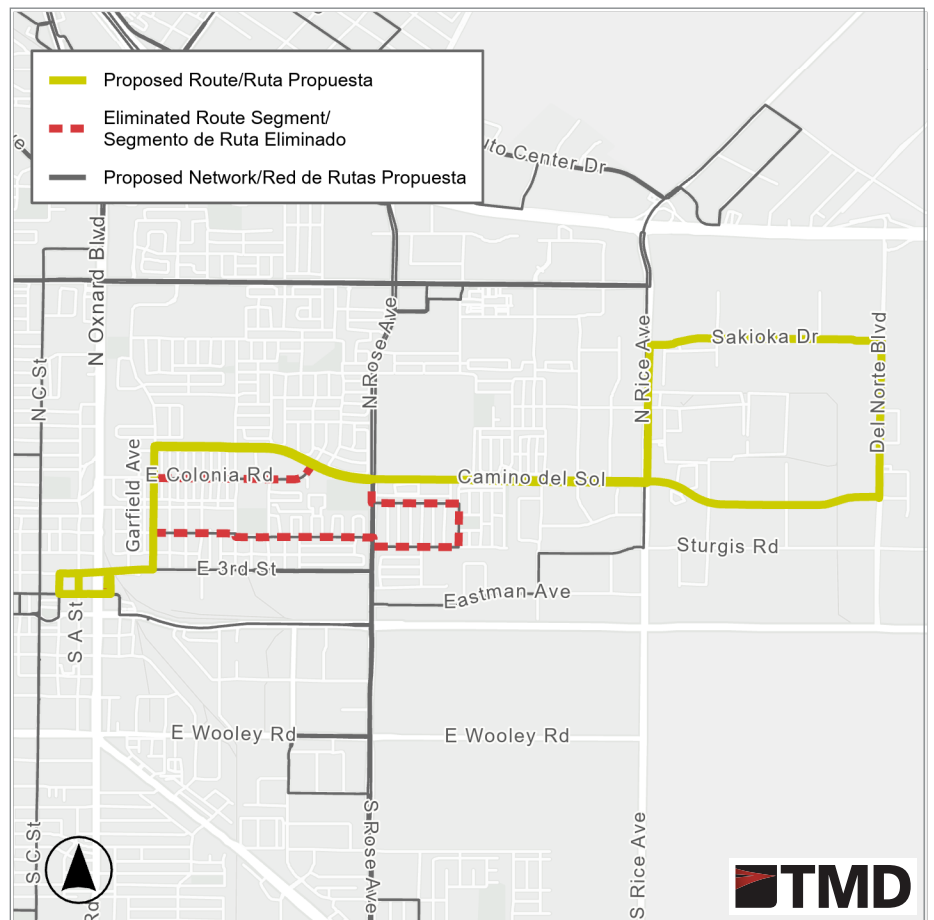 Proposed Route/Ruta Propuesta
Eliminated Route Segment/
Segmento de Ruta Eliminado
Proposed Network/Red de Rutas Propuesta
uto Center Dr
N Oxnard Blvd
N Rose Ave
N Rice Ave
Sakioka Dr
Del Norte Blvd
N C St
Garfield Ave
E Colonia Rd
Camino del Sol
Sturgis Rd
E 3rd St
Eastman Ave
S A St
E Wooley Rd
E Wooley Rd
S C St
Rd
S Rose Ave
S Rice Ave
TMD